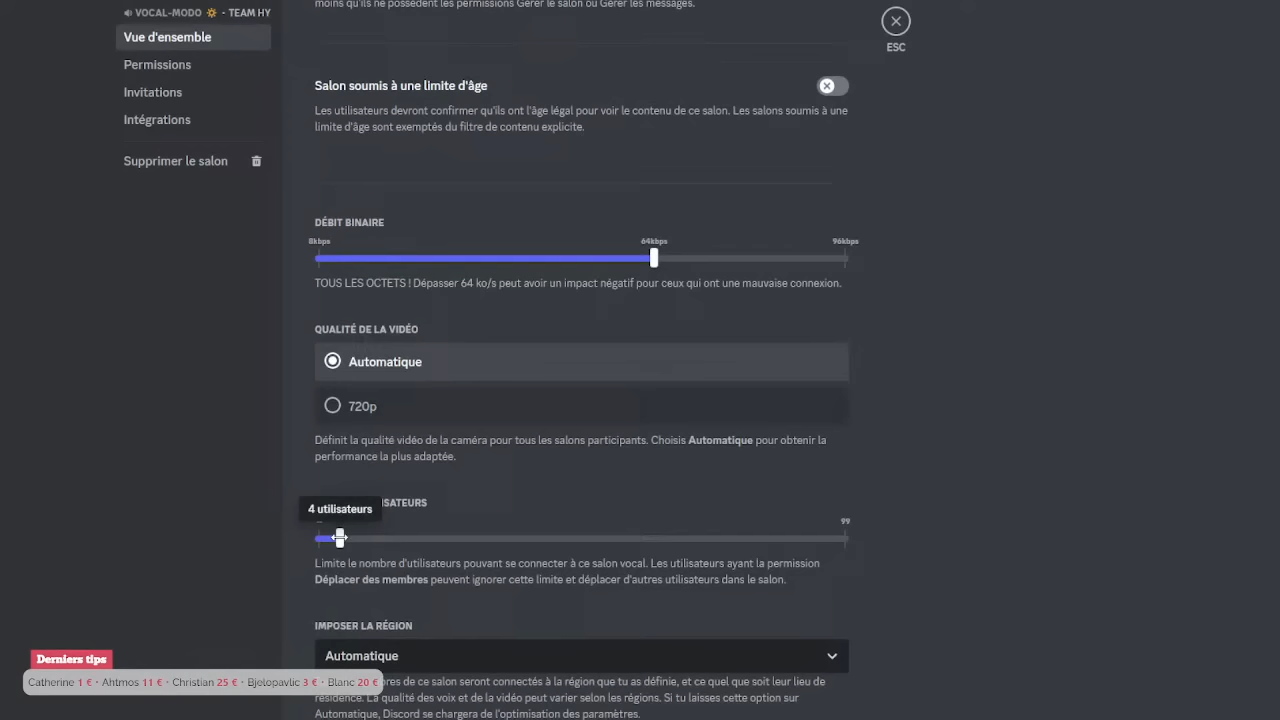 VOCAL-MODO 🔅 - TEAM HY
Vue d'ensemble
Permissions
Invitations
Intégrations
Supprimer le salon
moins qu'ils ne possèdent les permissions Gérer le salon ou Gérer les messages.
ESC
Salon soumis à une limite d'âge
Les utilisateurs devront confirmer qu'ils ont l'âge légal pour voir le contenu de ce salon. Les salons soumis à une
limite d'âge sont exemptés du filtre de contenu explicite.
DÉBIT BINAIRE
8kbps 64kbps 96kbps
TOUS LES OCTETS ! Dépasser 64 ko/s peut avoir un impact négatif pour ceux qui ont une mauvaise connexion.
QUALITÉ DE LA VIDÉO
Automatique
720p
Définit la qualité vidéo de la caméra pour tous les salons participants. Choisis Automatique pour obtenir la
performance la plus adaptée.
ISATEURS
4 utilisateurs
99
Limite le nombre d'utilisateurs pouvant se connecter à ce salon vocal. Les utilisateurs ayant la permission
Déplacer des membres peuvent ignorer cette limite et déplacer d'autres utilisateurs dans le salon.
IMPOSER LA RÉGION
Automatique
bres de ce salon seront connectés à la région que tu as définie, et ce quel que soit leur lieu de
résidence. La qualité des voix et de la vidéo peut varier selon les régions. Si tu laisses cette option sur
Automatique, Discord se chargera de l'optimisation des paramètres.
Derniers tips
Catherine 1 € · Ahtmos 11 € · Christian 25 € · Bjelopavlic 3 € · Blanc 20 €